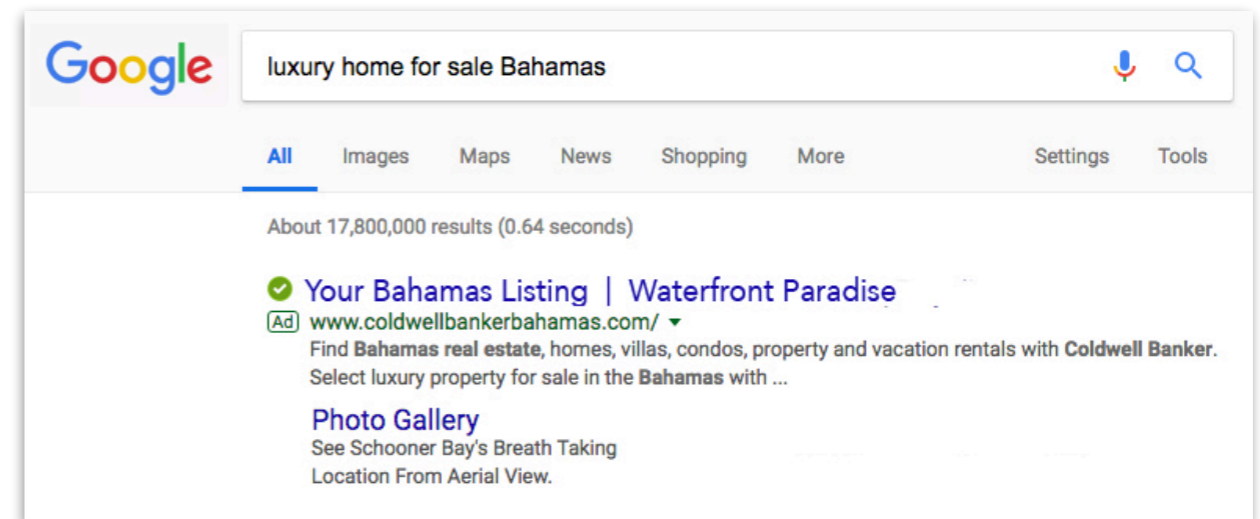 Google
luxury home for sale Bahamas
All Images Maps News Shopping More Settings Tools
About 17,800,000 results (0.64 seconds)
Your Bahamas Listing | Waterfront Paradise
Ad www.coldwellbankerbahamas.com/
Find Bahamas real estate, homes, villas, condos, property and vacation rentals with Coldwell Banker.
Select luxury property for sale in the Bahamas with ...
Photo Gallery
See Schooner Bay's Breath Taking
Location From Aerial View.